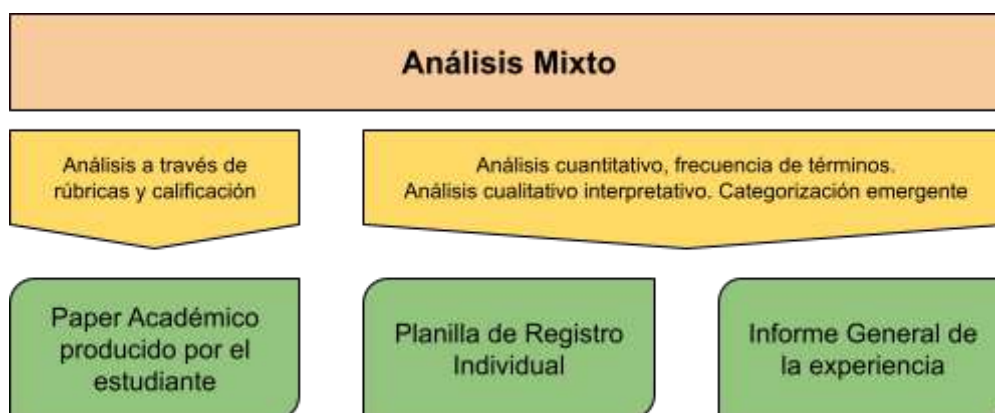 Análisis Mixto
Análisis a través de
rúbricas y calificación
Análisis cuantitativo, frecuencia de términos.
Análisis cualitativo interpretativo. Categorización emergente
Paper Académico
producido por el
estudiante
Planilla de Registro
Individual
Informe General de
la experiencia